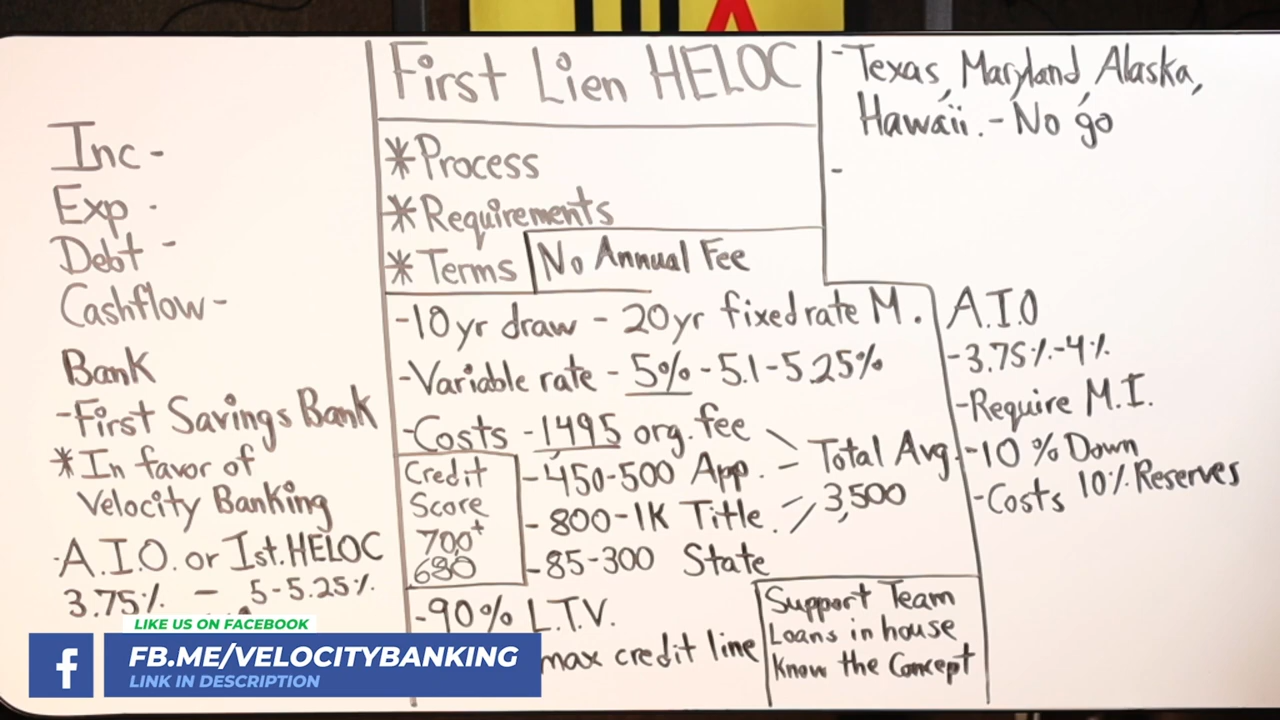 Inc -
Exp -
Debt -
Cashflow -
Bank
-First Savings Bank
*In favor of
Velocity Banking
-A.I.O. or 1st. HELOC
3.75% - 5-5.25%
First Lien HELOC
*Process
*Requirements
*Terms
No Annual Fee
-10yr draw - 20yr fixed rate M.
-Variable rate - 5% - 5.1 - 5.25%
-Costs - 1,495 org. fee
-450-500 App.
-800-1K Title.
-85-300 State
Total Avg.
3,500
Credit
Score
700+
680
-90% L.T.V.
max credit line
Support Team
Loans in house
Know the Concept
-Texas, Maryland, Alaska,
Hawaii. - No go
-
A.I.O
-3.75%-4%
-Require M.I.
-10% Down
10% Reserves
-Costs
LIKE US ON FACEBOOK
f
FB.ME/VELOCITYBANKING
LINK IN DESCRIPTION